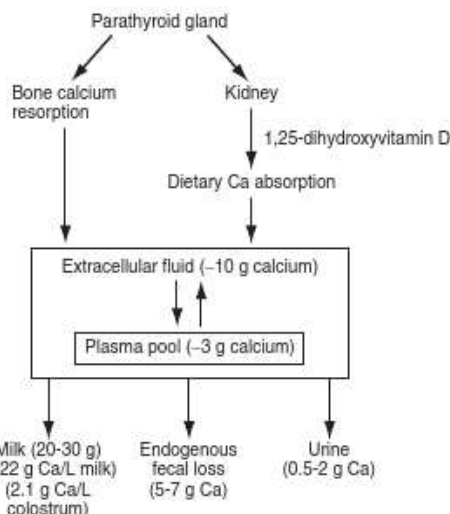 Parathyroid gland
Bone calcium
resorption
Kidney
1,25-dihydroxyvitamin D
Dietary Ca absorption
Extracellular fluid (~10 g calcium)
Plasma pool (~3 g calcium)
Milk (20-30 g)
22 g Ca/L milk)
(2.1 g Ca/L
colostrum)
Endogenous
fecal loss
(5-7 g Ca)
Urine
(0.5-2 g Ca)